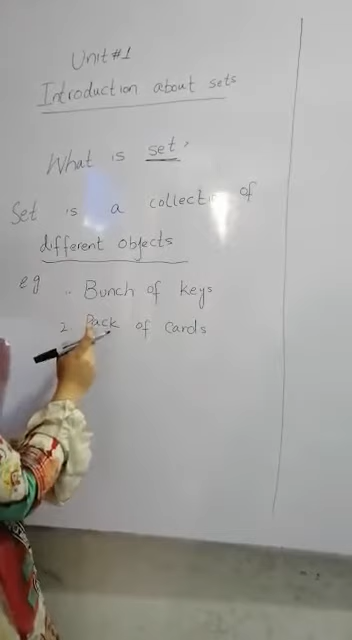 Unit #1
Introduction about sets
What is set,
Set is a collection of
different objects
eg .. Bunch of keys
2. Pack of Cards